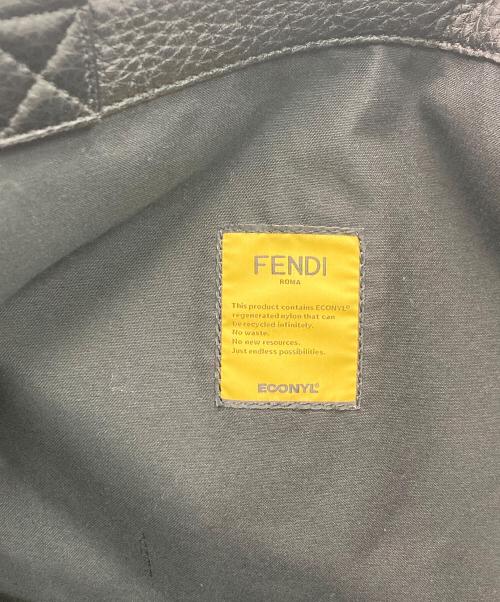 FENDI
ROMA
This product contains ECONYL®
regenerated nylon that can
be recycled infinitely.
No waste.
No new resources.
Just endless possibilities.
ECONYL®